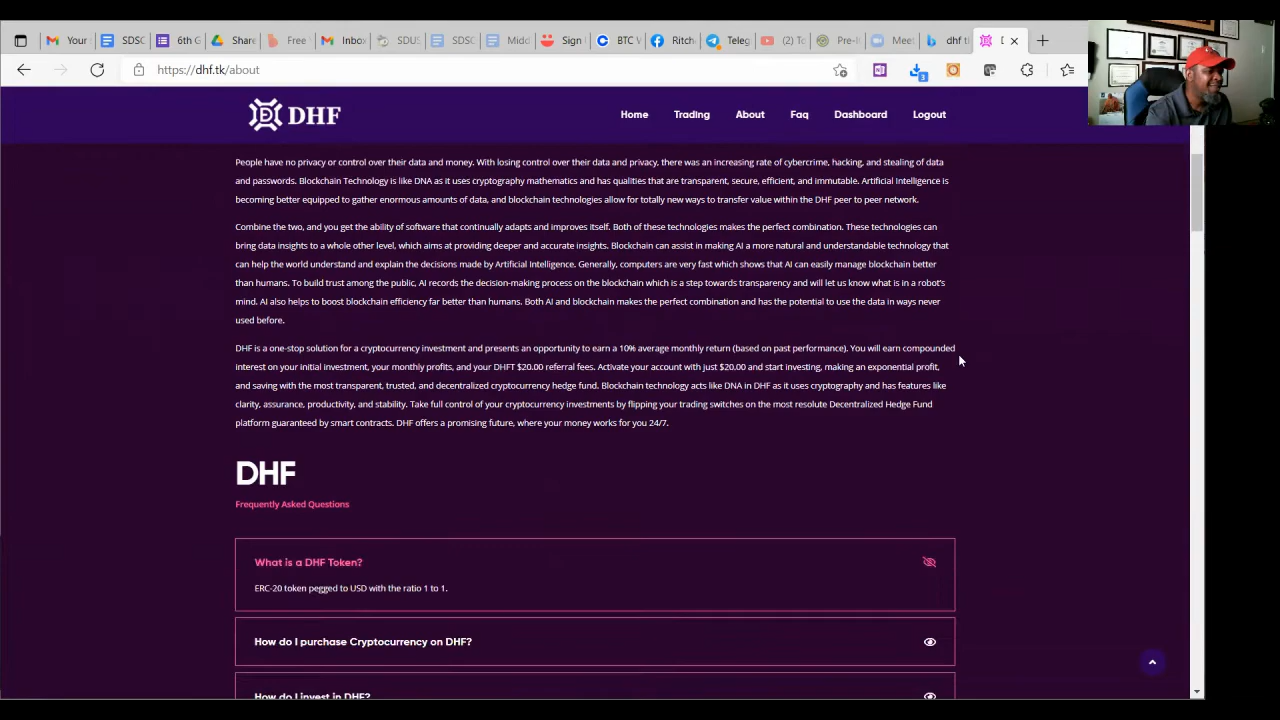 Your
SDSC
6th G
Share
Free
Inbox
SDUS
SDSC
Midd
Sign I
BTC V
Ritche
Teleg
(2) To
Pre-l
Meet
dhf t
https://dhf.tk/about
3
DHF
Home
Trading
About
Faq
Dashboard
Logout
People have no privacy or control over their data and money. With losing control over their data and privacy, there was an increasing rate of cybercrime, hacking, and stealing of data
and passwords. Blockchain Technology is like DNA as it uses cryptography mathematics and has qualities that are transparent, secure, efficient, and immutable. Artificial Intelligence is
becoming better equipped to gather enormous amounts of data, and blockchain technologies allow for totally new ways to transfer value within the DHF peer to peer network.
Combine the two, and you get the ability of software that continually adapts and improves itself. Both of these technologies makes the perfect combination. These technologies can
bring data insights to a whole other level, which aims at providing deeper and accurate insights. Blockchain can assist in making AI a more natural and understandable technology that
can help the world understand and explain the decisions made by Artificial Intelligence. Generally, computers are very fast which shows that AI can easily manage blockchain better
than humans. To build trust among the public, AI records the decision-making process on the blockchain which is a step towards transparency and will let us know what is in a robot's
mind. AI also helps to boost blockchain efficiency far better than humans. Both AI and blockchain makes the perfect combination and has the potential to use the data in ways never
used before.
DHF is a one-stop solution for a cryptocurrency investment and presents an opportunity to earn a 10% average monthly return (based on past performance). You will earn compounded
interest on your initial investment, your monthly profits, and your DHFT $20.00 referral fees. Activate your account with just $20.00 and start investing, making an exponential profit,
and saving with the most transparent, trusted, and decentralized cryptocurrency hedge fund. Blockchain technology acts like DNA in DHF as it uses cryptography and has features like
clarity, assurance, productivity, and stability. Take full control of your cryptocurrency investments by flipping your trading switches on the most resolute Decentralized Hedge Fund
platform guaranteed by smart contracts. DHF offers a promising future, where your money works for you 24/7.
DHF
Frequently Asked Questions
What is a DHF Token?
ERC-20 token pegged to USD with the ratio 1 to 1.
How do I purchase Cryptocurrency on DHF?
How do I invest in DHF?